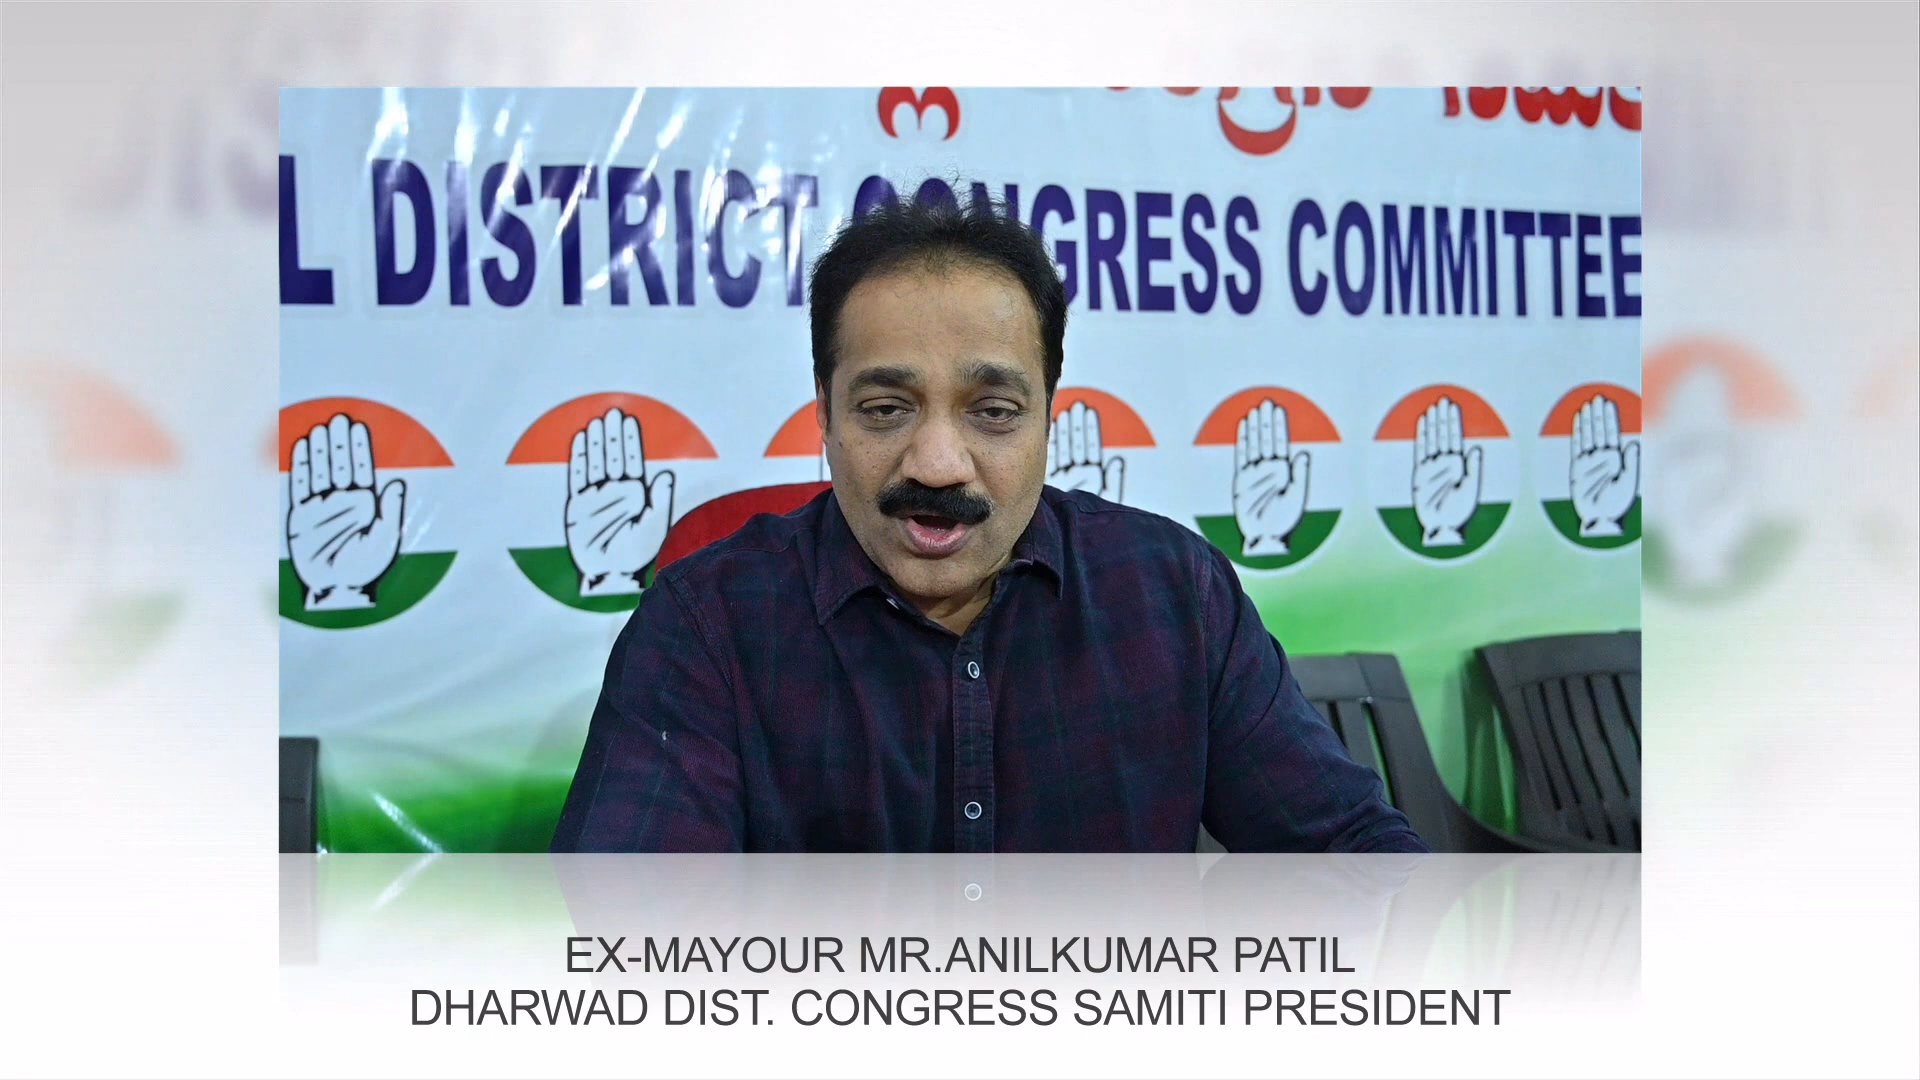 L DISTRICT CONGRESS COMMITTEE
EX-MAYOUR MR.ANILKUMAR PATIL
DHARWAD DIST. CONGRESS SAMITI PRESIDENT